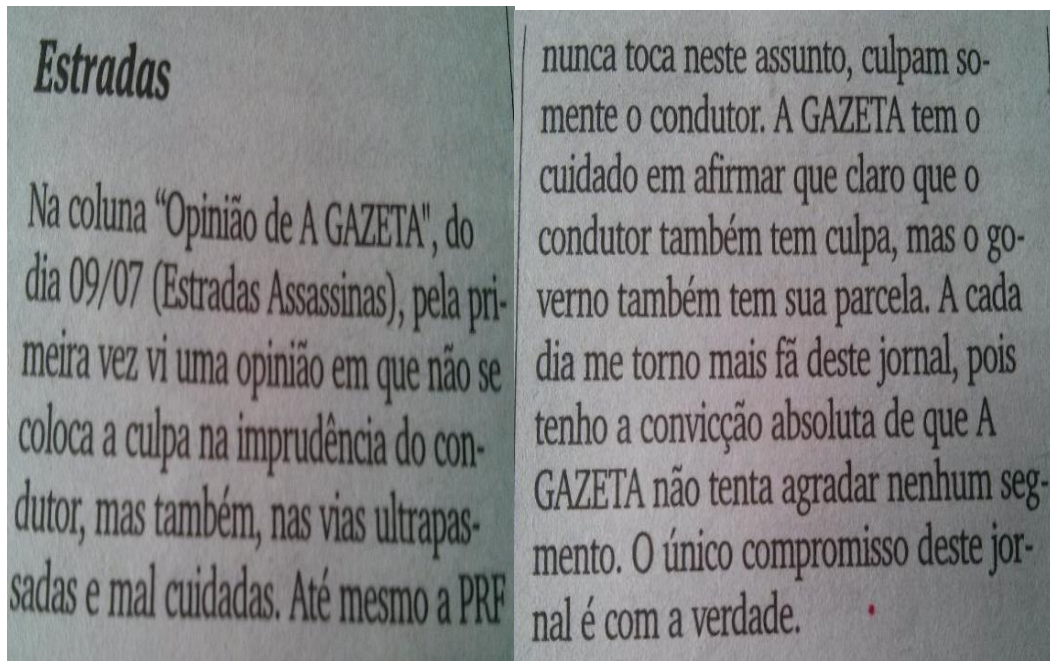 Estradas
Na coluna “Opinião de A GAZETA", do
dia 09/07 (Estradas Assassinas), pela pri-
meira vez vi uma opinião em que não se
coloca a culpa na imprudência do con-
dutor, mas também, nas vias ultrapas-
sadas e mal cuidadas. Até mesmo a PRF
nunca toca neste assunto, culpam so-
mente o condutor. A GAZETA tem o
cuidado em afirmar que claro que o
condutor também tem culpa, mas o go-
verno também tem sua parcela. A cada
dia me torno mais fã deste jornal, pois
tenho a convicção absoluta de que A
GAZETA não tenta agradar nenhum seg-
mento. O único compromisso deste jor-
nal é com a verdade.